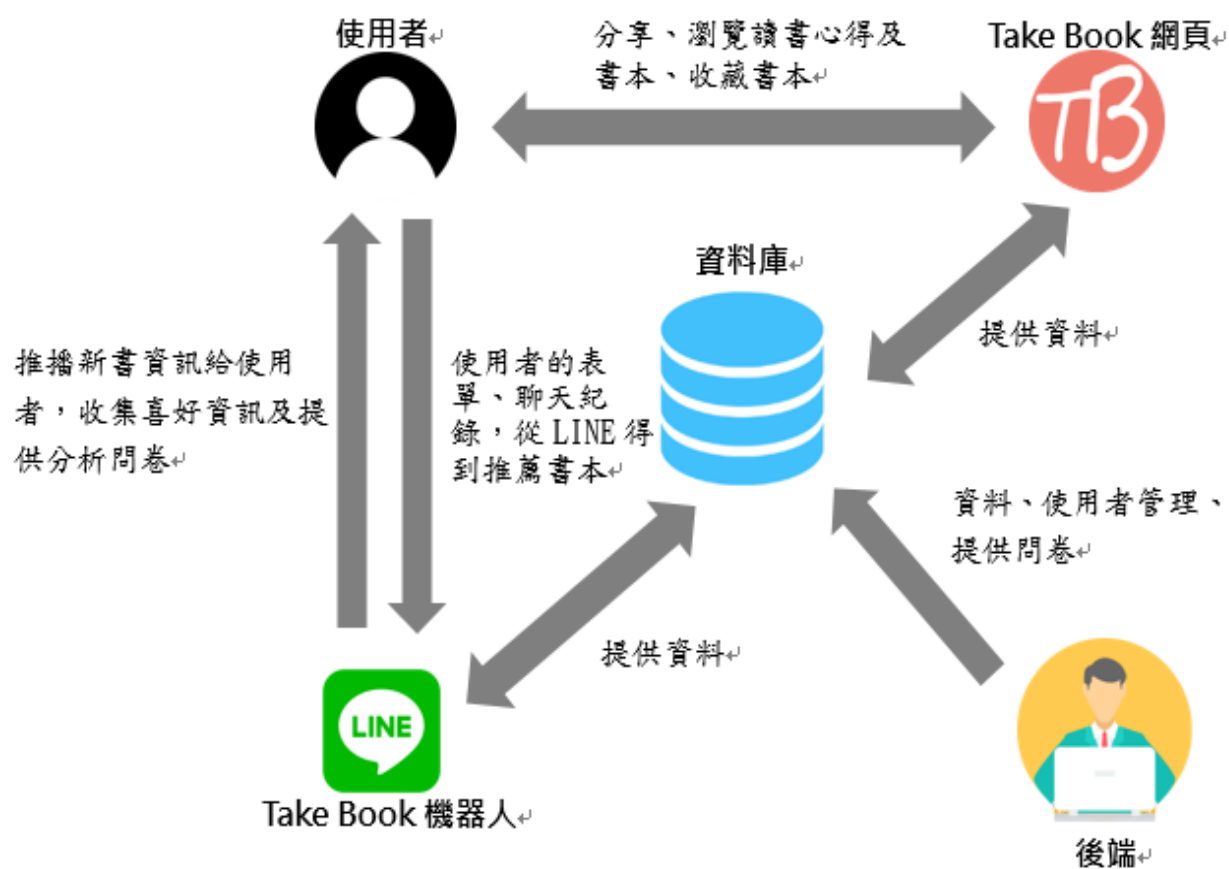 使用者
分享、瀏覽讀書心得及
書本、收藏書本
Take Book 網頁
TB
資料庫
提供資料
推播新書資訊給使用
者，收集喜好資訊及提
供分析問卷
使用者的表
單、聊天紀
錄，從 LINE 得
到推薦書本
資料、使用者管理、
提供問卷
提供資料
LINE
Take Book 機器人
後端